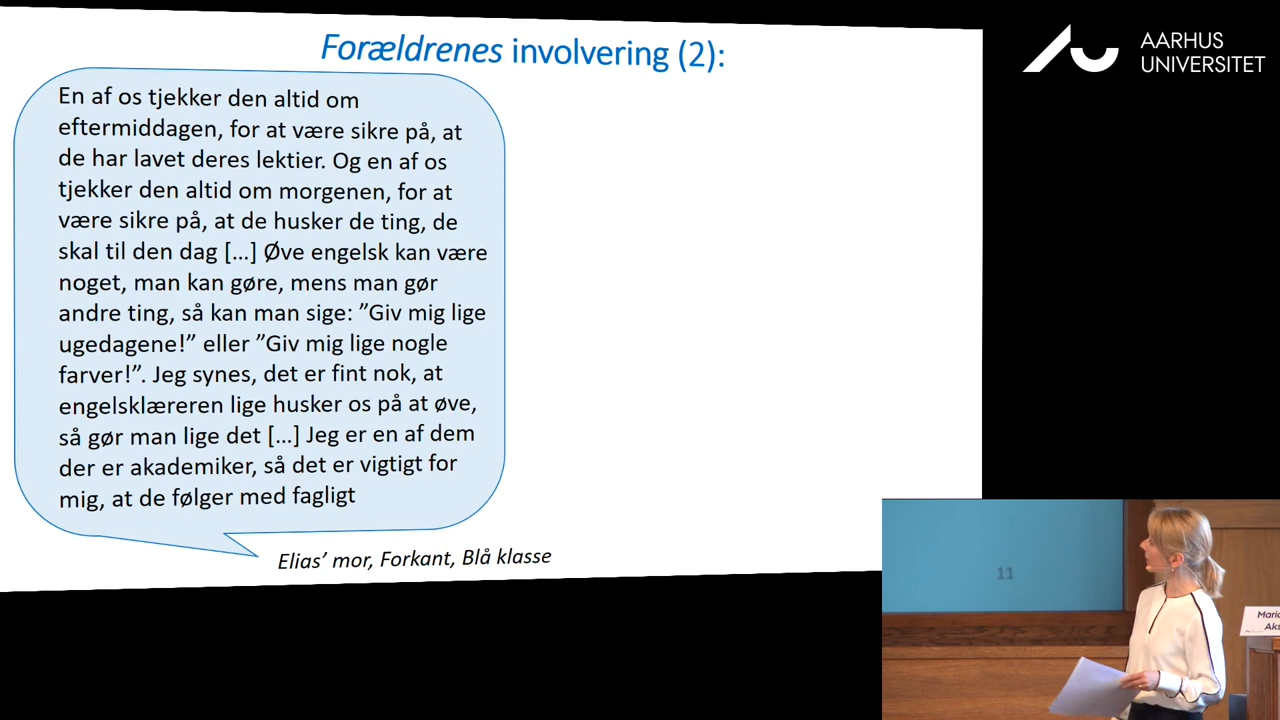 Forældrenes involvering (2):
AARHUS
UNIVERSITET
En af os tjekker den altid om
eftermiddagen, for at være sikre på, at
de har lavet deres lektier. Og en af os
tjekker den altid om morgenen, for at
være sikre på, at de husker de ting, de
skal til den dag [...] Øve engelsk kan være
noget, man kan gøre, mens man gør
andre ting, så kan man sige: ”Giv mig lige
ugedagene!” eller ”Giv mig lige nogle
farver!”. Jeg synes, det er fint nok, at
engelsklæreren lige husker os på at øve,
så gør man lige det [...] Jeg er en af dem
der er akademiker, så det er vigtigt for
mig, at de følger med fagligt
Elias’ mor, Forkant, Blå klasse
11